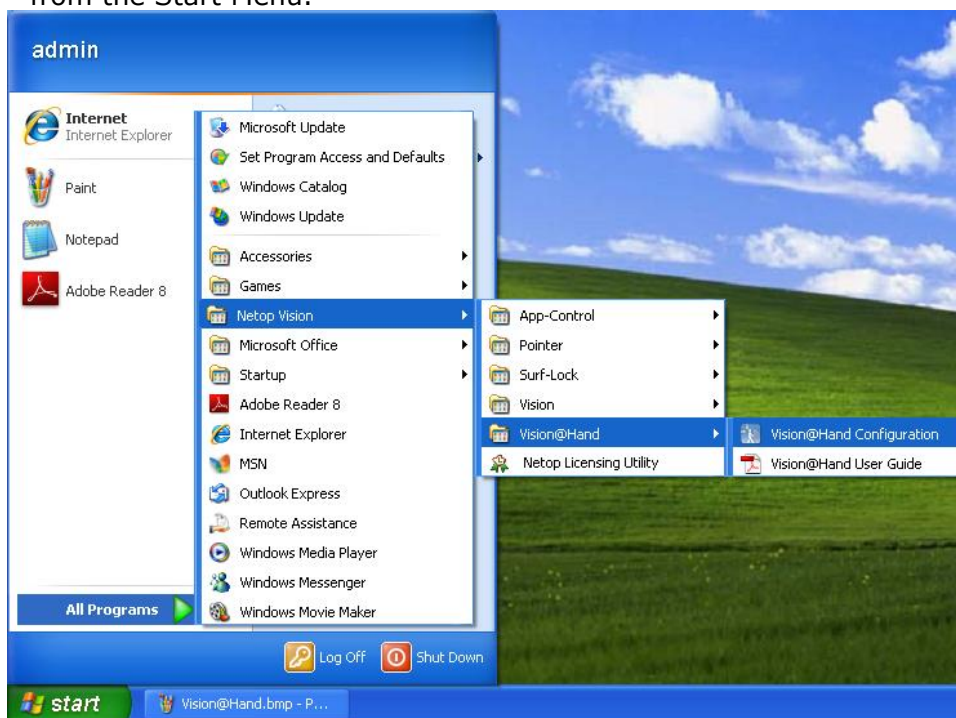 from the Start Menu:
admin
Internet
Internet Explorer
Paint
Notepad
Adobe Reader 8
All Programs
Microsoft Update
Set Program Access and Defaults
Windows Catalog
Windows Update
Accessories
Games
Netop Vision
Microsoft Office
Startup
Adobe Reader 8
Internet Explorer
MSN
Outlook Express
Remote Assistance
Windows Media Player
Windows Messenger
Windows Movie Maker
App-Control
Pointer
Surf-Lock
Vision
Vision@Hand
Netop Licensing Utility
Vision@Hand Configuration
Vision@Hand User Guide
Log Off
Shut Down
start
Vision@Hand.bmp - P...